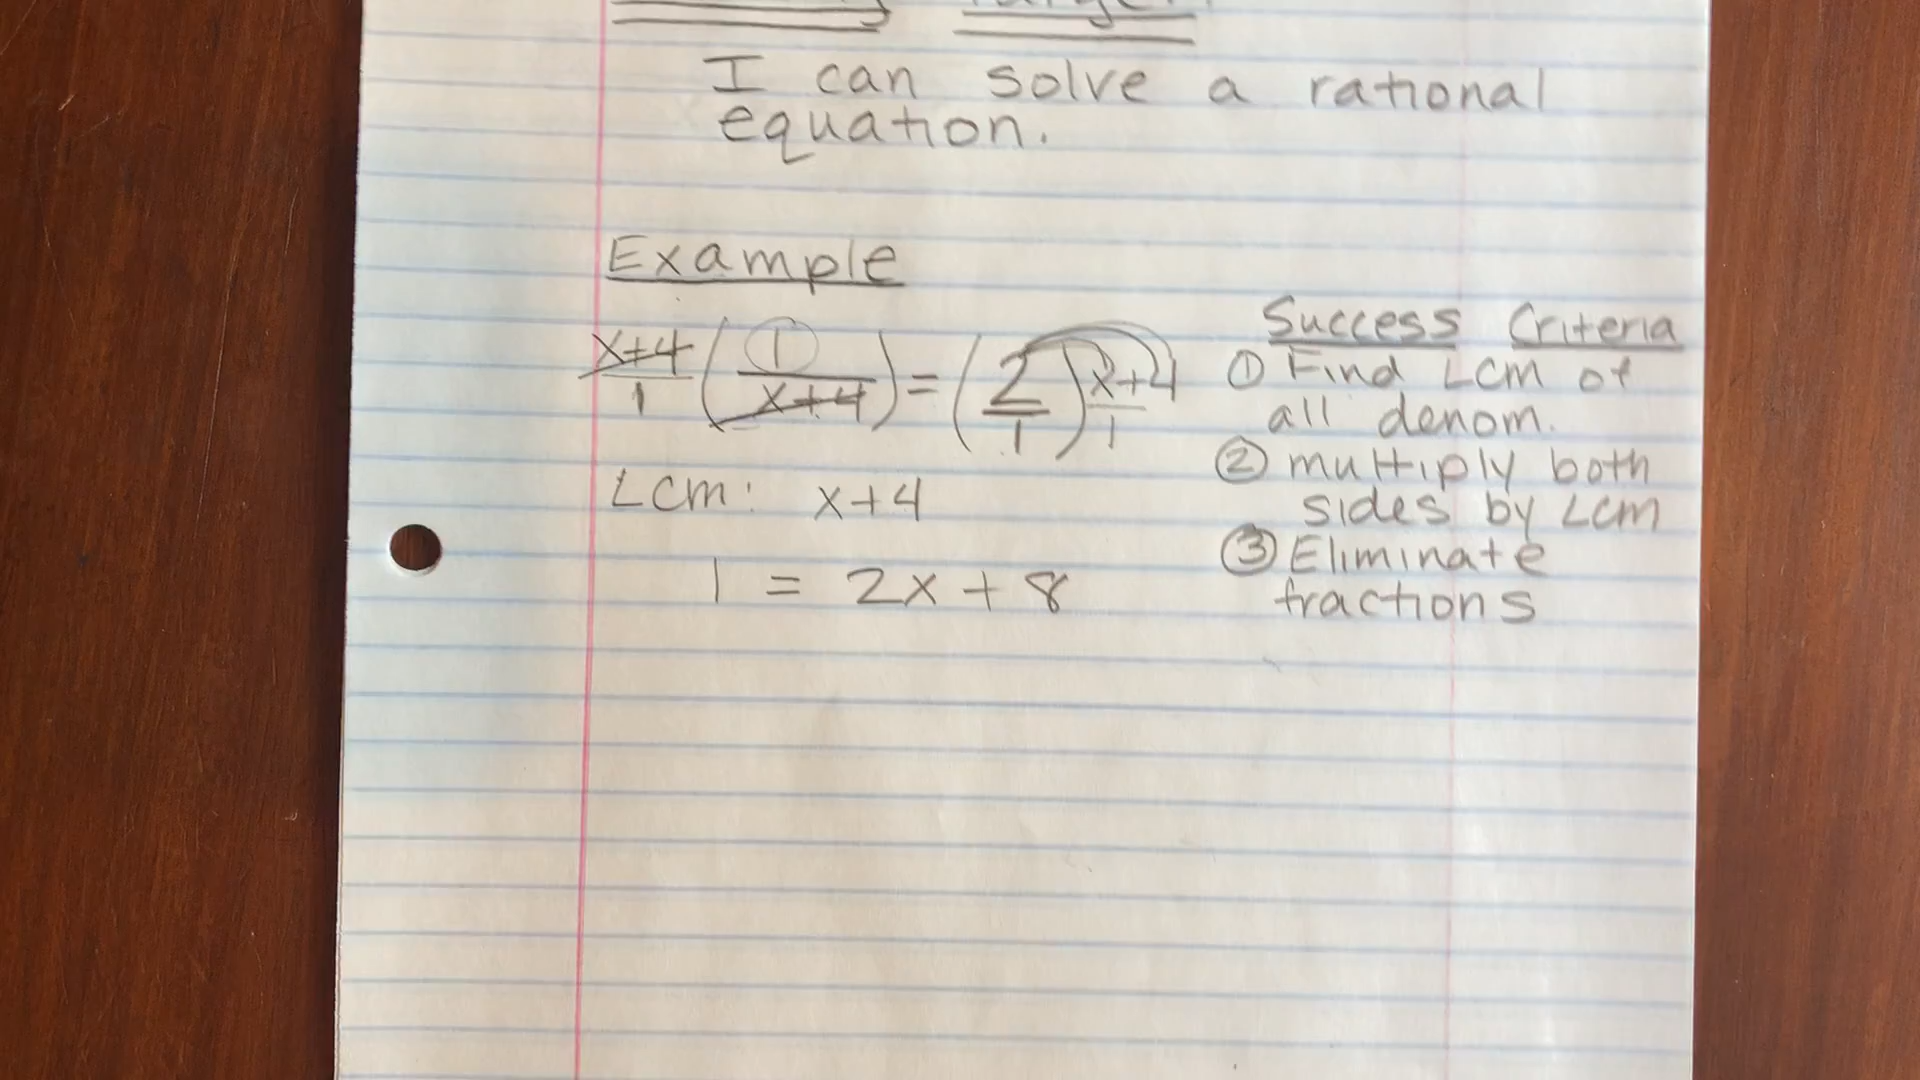 I can solve a rational
equation.
Example
x+4/1 (1/x+4) = (2/1) x+4/1
LCM: x+4
1 = 2x + 8
Success Criteria
① Find LCM of
all denom.
② multiply both
sides by LCM
③ Eliminate
fractions